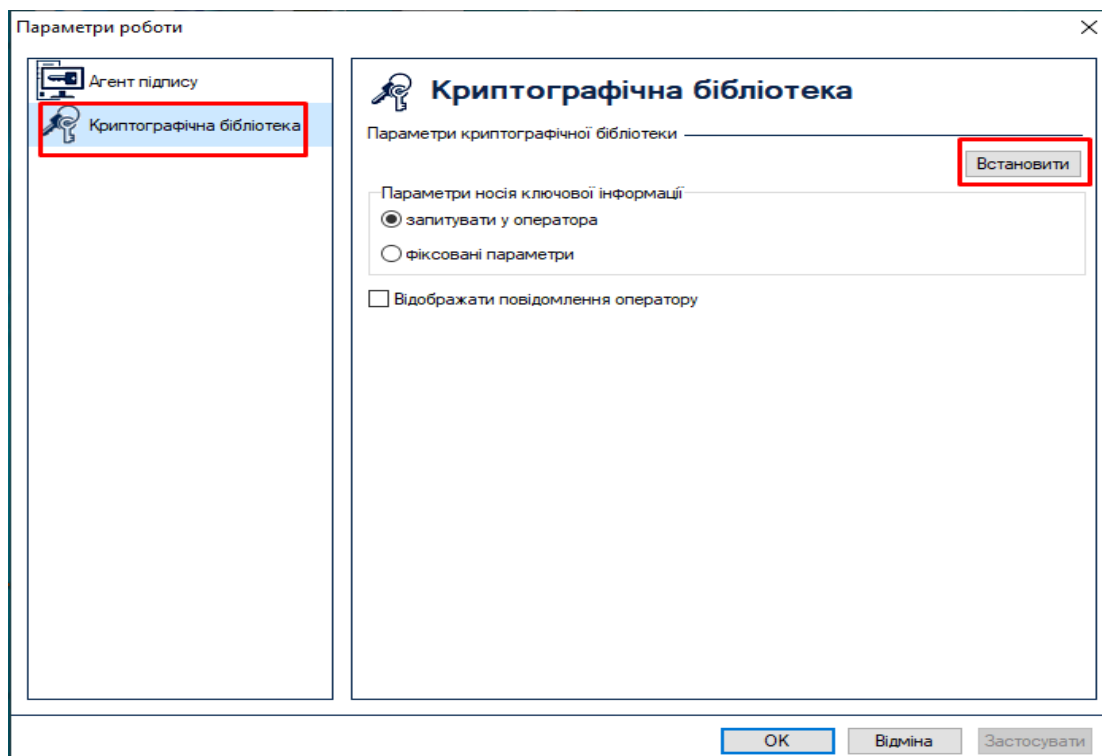 Параметри роботи
Агент підпису
Криптографічна бібліотека
Криптографічна бібліотека
Параметри криптографічної бібліотеки
Встановити
Параметри носія ключової інформації
запитувати у оператора
фіксовані параметри
Відображати повідомлення оператору
OK
Відміна
Застосувати